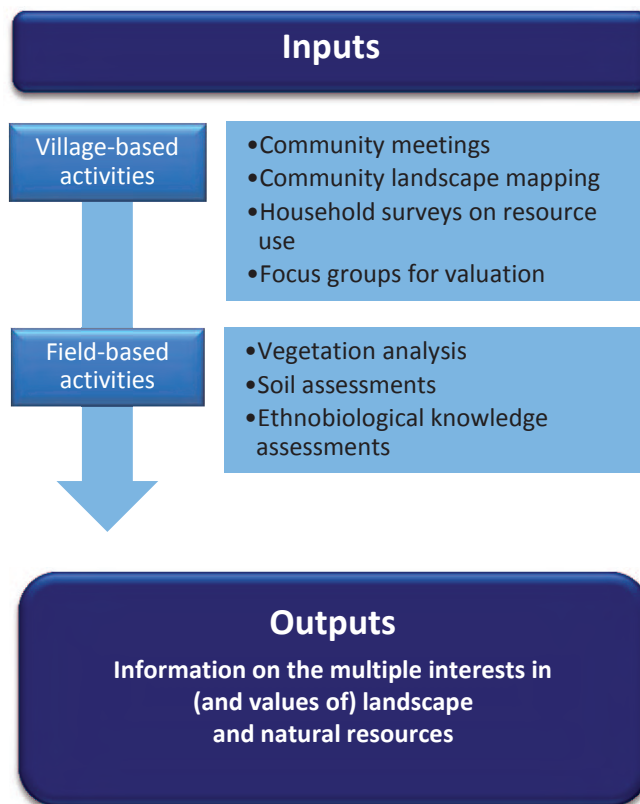 Inputs
Village-based
activities
•Community meetings
•Community landscape mapping
•Household surveys on resource
use
•Focus groups for valuation
Field-based
activities
•Vegetation analysis
•Soil assessments
•Ethnobiological knowledge
assessments
Outputs
Information on the multiple interests in
(and values of) landscape
and natural resources